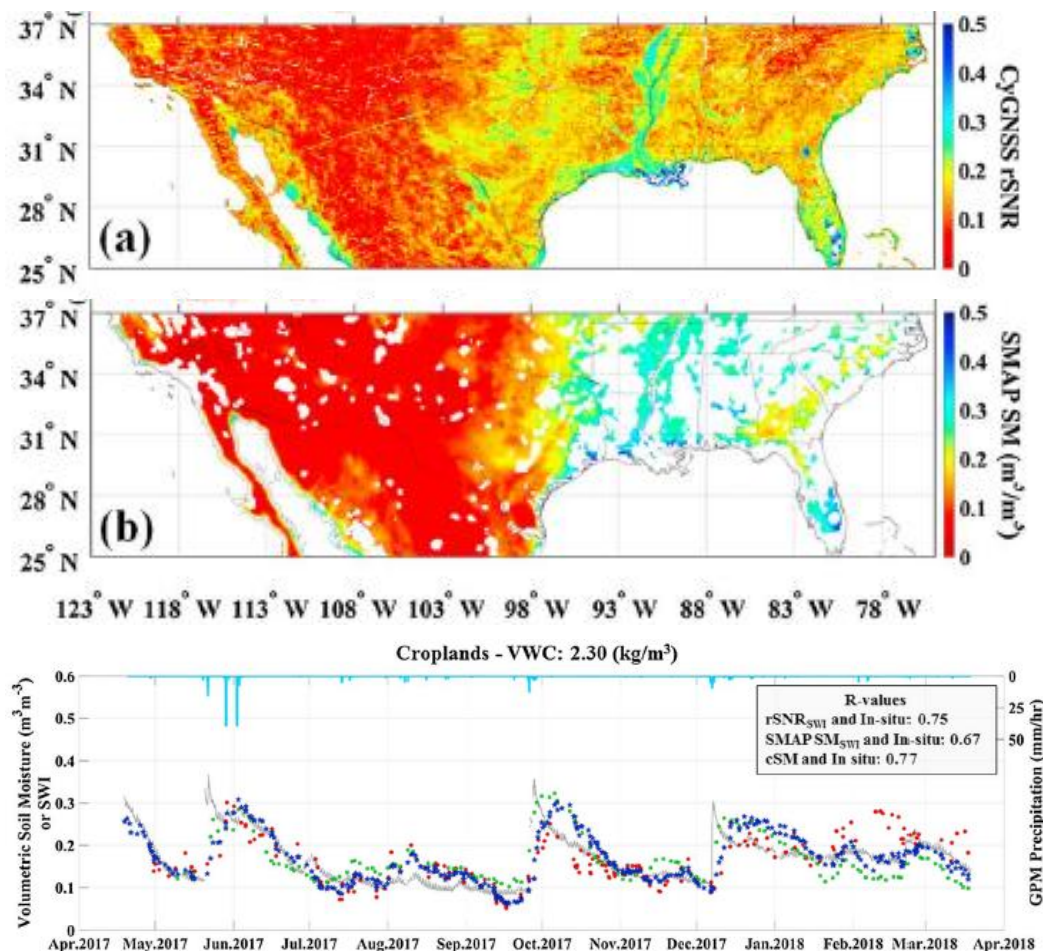 37° N
34° N
31° N
28° N
25° N
(a)
0.5
0.4
0.3
0.2
0.1
0
CyGNSS rSNR
37° N
34° N
31° N
28° N
25° N
(b)
0.5
0.4
0.3
0.2
0.1
0
SMAP SM (m³/m³)
123° W 118° W 113° W 108° W 103° W 98° W 93° W 88° W 83° W 78° W
Croplands - VWC: 2.30 (kg/m³)
Volumetric Soil Moisture (m³m⁻³)
or SWI
0.6
0.5
0.4
0.3
0.2
0.1
0
R-values
rSNR_SWI and In-situ: 0.75
SMAP SM_SWI and In-situ: 0.67
cSM and In situ: 0.77
0
25
50
GPM Precipitation (mm/hr)
Apr.2017 May.2017 Jun.2017 Jul.2017 Aug.2017 Sep.2017 Oct.2017 Nov.2017 Dec.2017 Jan.2018 Feb.2018 Mar.2018 Apr.2018